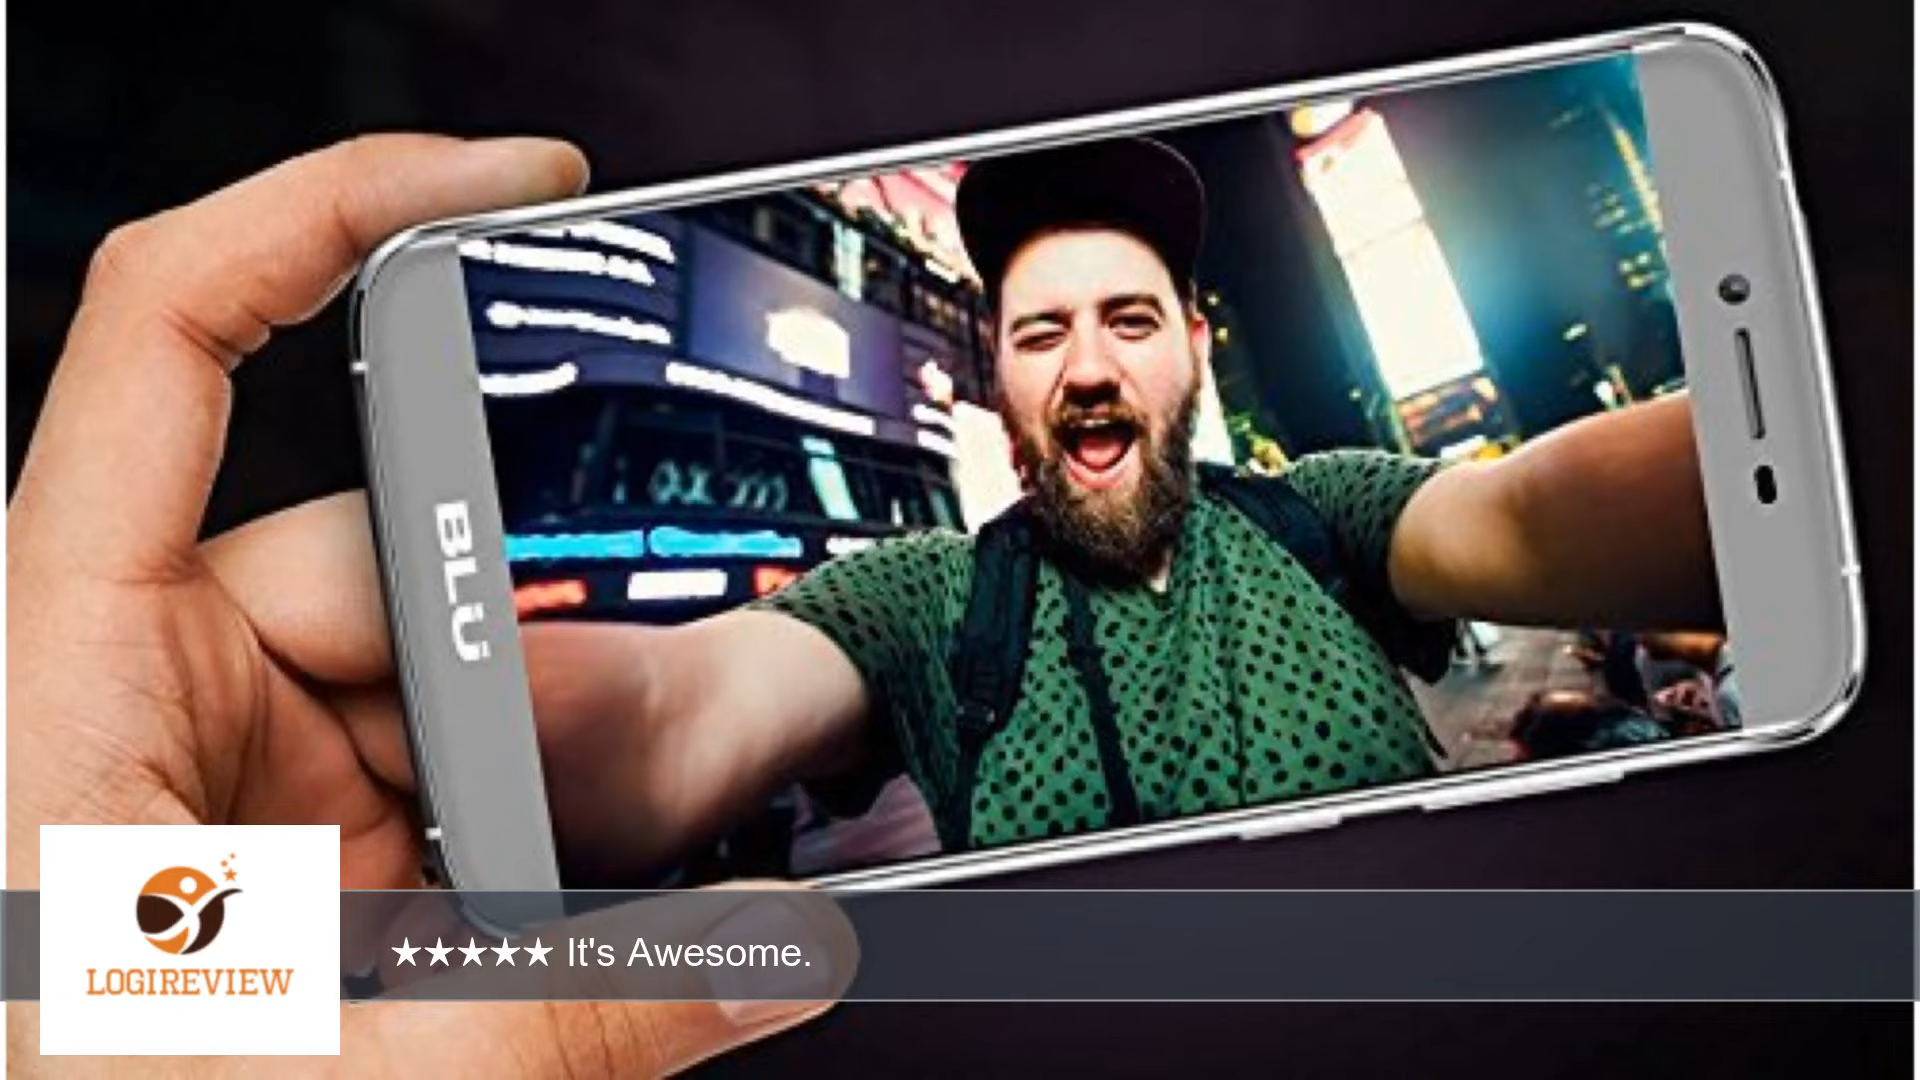 BLU
★★★★★ It's Awesome.
LOGIREVIEW